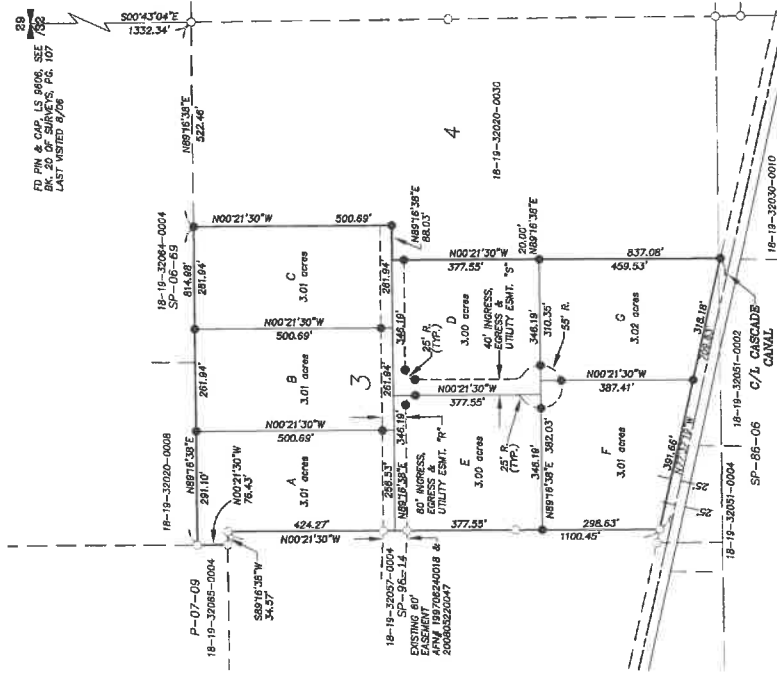 29
32
S00°43'04"E
1332.34'
FD PIN & CAP, LS 9606, SEE
BK. 20 OF SURVEYS, PG. 107
LAST VISITED 8/06
N89°16'38"E
522.46'
18-19-32064-0004
SP-06-69
814.98'
261.94'
261.94'
N89°16'38"E
291.10'
18-19-32020-0008
P-07-09
18-19-32085-0004
N00°21'30"W
76.43'
S89°16'38"W
34.57'
A
3.01 acres
B
3.01 acres
C
3.01 acres
N00°21'30"W
500.69'
N00°21'30"W
500.69'
N00°21'30"W
500.69'
424.27'
N00°21'30"W
3
4
18-19-32020-0030
N89°16'38"E
88.03'
261.94'
261.94'
346.19'
346.19'
N89°16'38"E
18-19-32057-0004
SP-96-14
EXISTING 60'
EASEMENT
AFN# 199706240018 &
200805220047
80' INGRESS,
EGRESS &
UTILITY ESMT. "R"
25' R.
(TYP.)
D
3.00 acres
40' INGRESS,
EGRESS &
UTILITY ESMT. "S"
N00°21'30"W
377.55'
20.00'
N89°16'38"E
N00°21'30"W
377.55'
E
3.00 acres
25' R.
(TYP.)
377.55'
346.19'
310.35'
55' R.
346.19'
382.03'
N89°16'38"E
837.08'
459.53'
G
3.02 acres
N00°21'30"W
387.41'
F
3.01 acres
298.63'
1100.45'
318.18'
709.83'
391.66'
18-19-32051-0002
C/L CASCADE
CANAL
18-19-32030-0010
18-19-32051-0004
SP-86-06